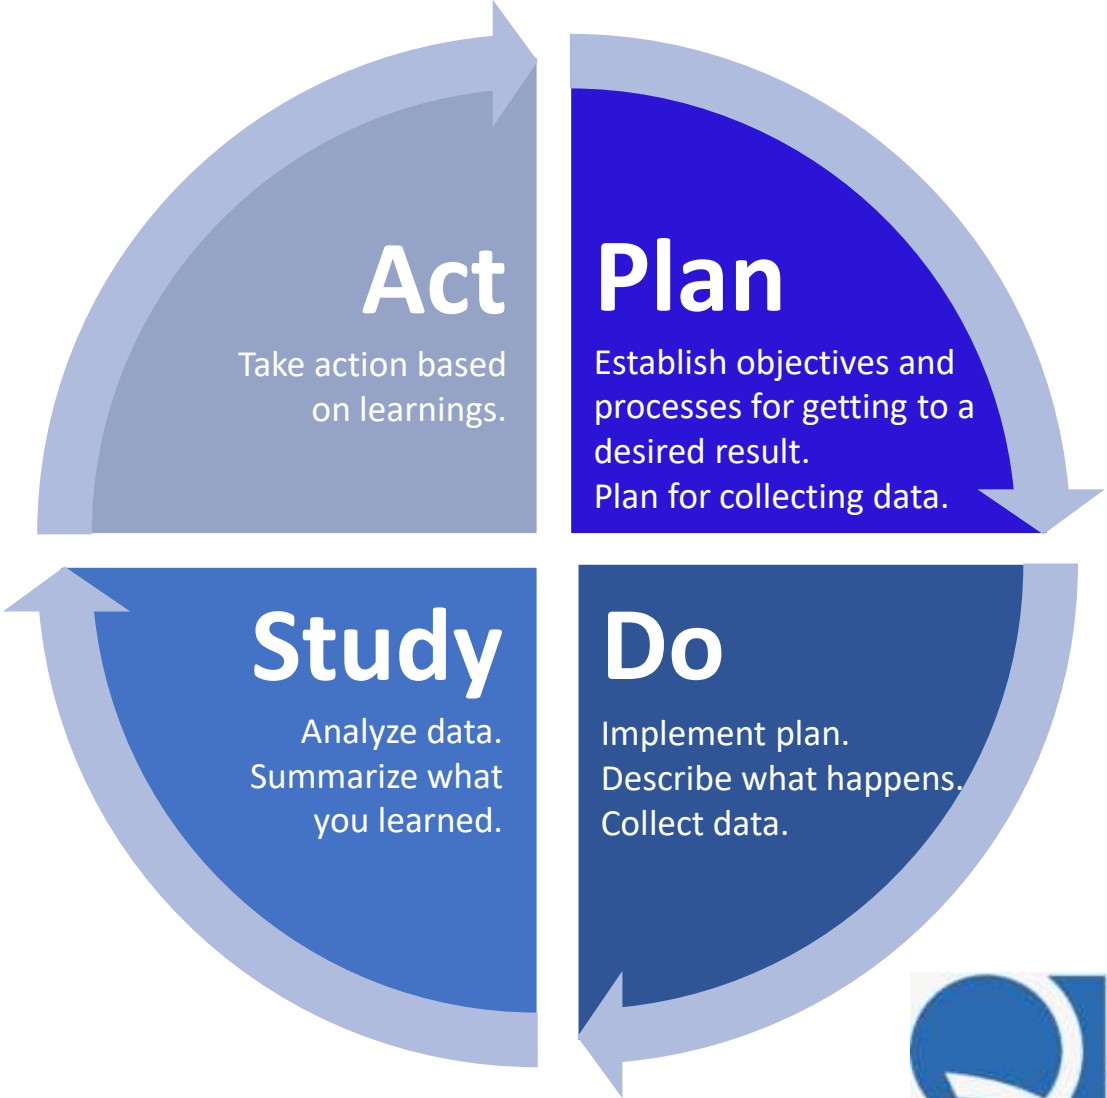 Act
Take action based
on learnings.
Plan
Establish objectives and
processes for getting to a
desired result.
Plan for collecting data.
Study
Analyze data.
Summarize what
you learned.
Do
Implement plan.
Describe what happens.
Collect data.